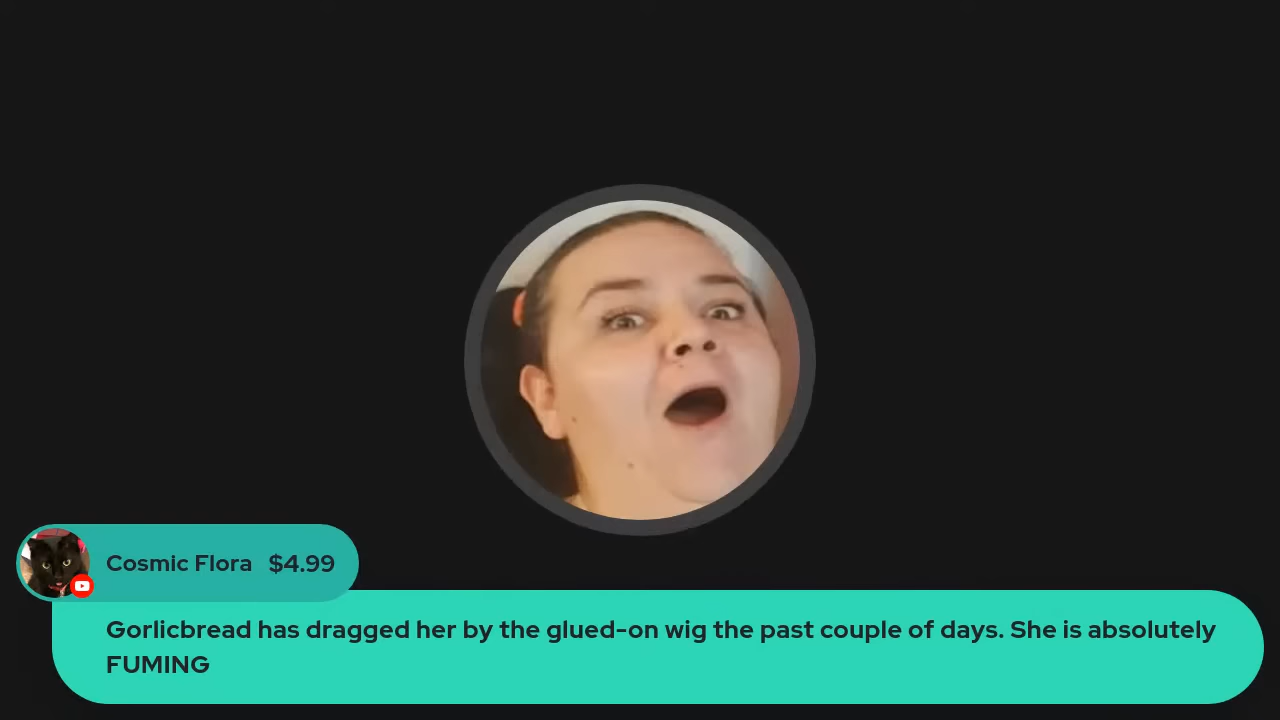 Cosmic Flora $4.99
Gorlicbread has dragged her by the glued-on wig the past couple of days. She is absolutely
FUMING